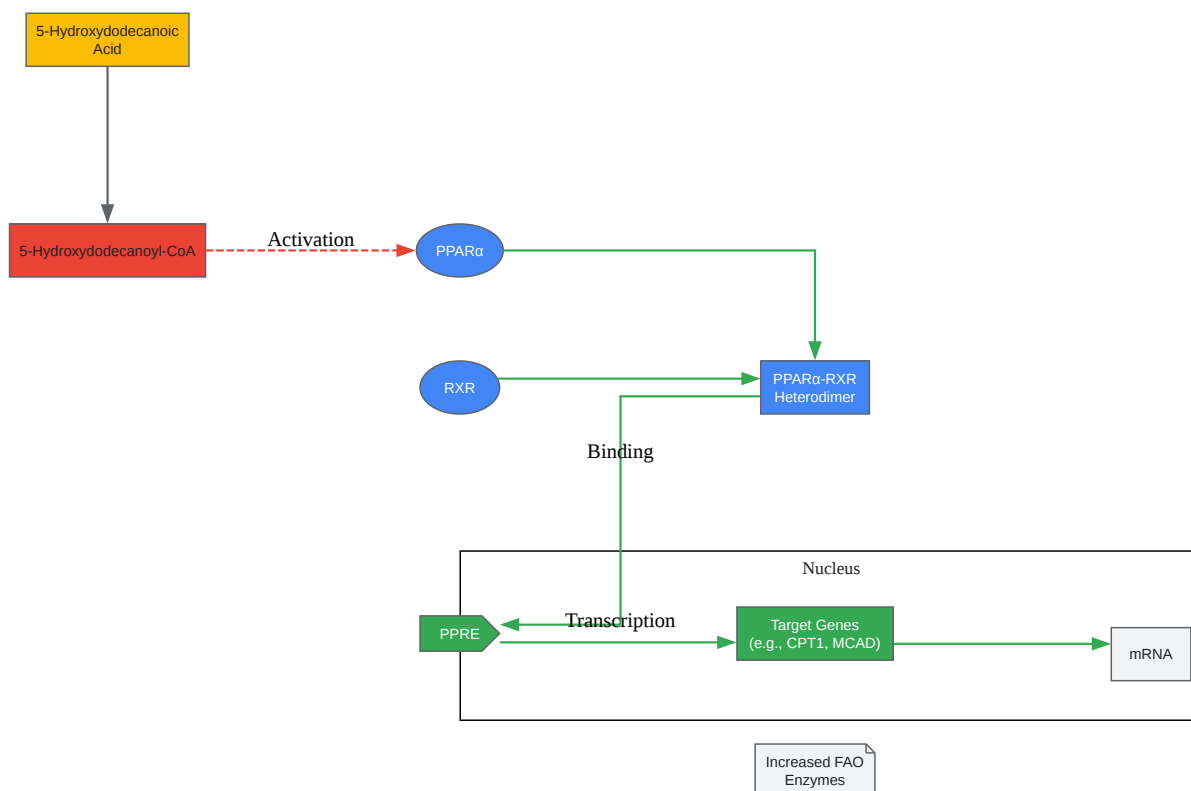 5-Hydroxydodecanoic
Acid
5-Hydroxydodecanoyl-CoA
Activation
PPARα
RXR
PPARα-RXR
Heterodimer
Binding
Nucleus
PPRE
Transcription
Target Genes
(e.g., CPT1, MCAD)
mRNA
Increased FAO
Enzymes